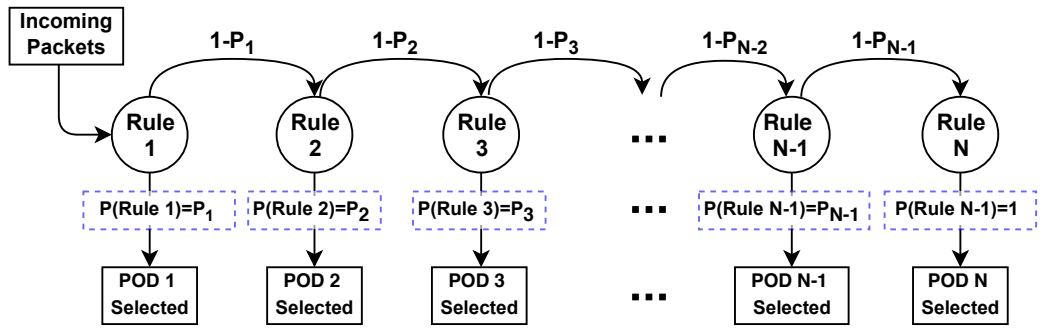 Incoming
Packets
1-P1
1-P2
1-P3
1-PN-2
1-PN-1
Rule
1
Rule
2
Rule
3
...
Rule
N-1
Rule
N
P(Rule 1)=P1
P(Rule 2)=P2
P(Rule 3)=P3
...
P(Rule N-1)=PN-1
P(Rule N-1)=1
POD 1
Selected
POD 2
Selected
POD 3
Selected
...
POD N-1
Selected
POD N
Selected